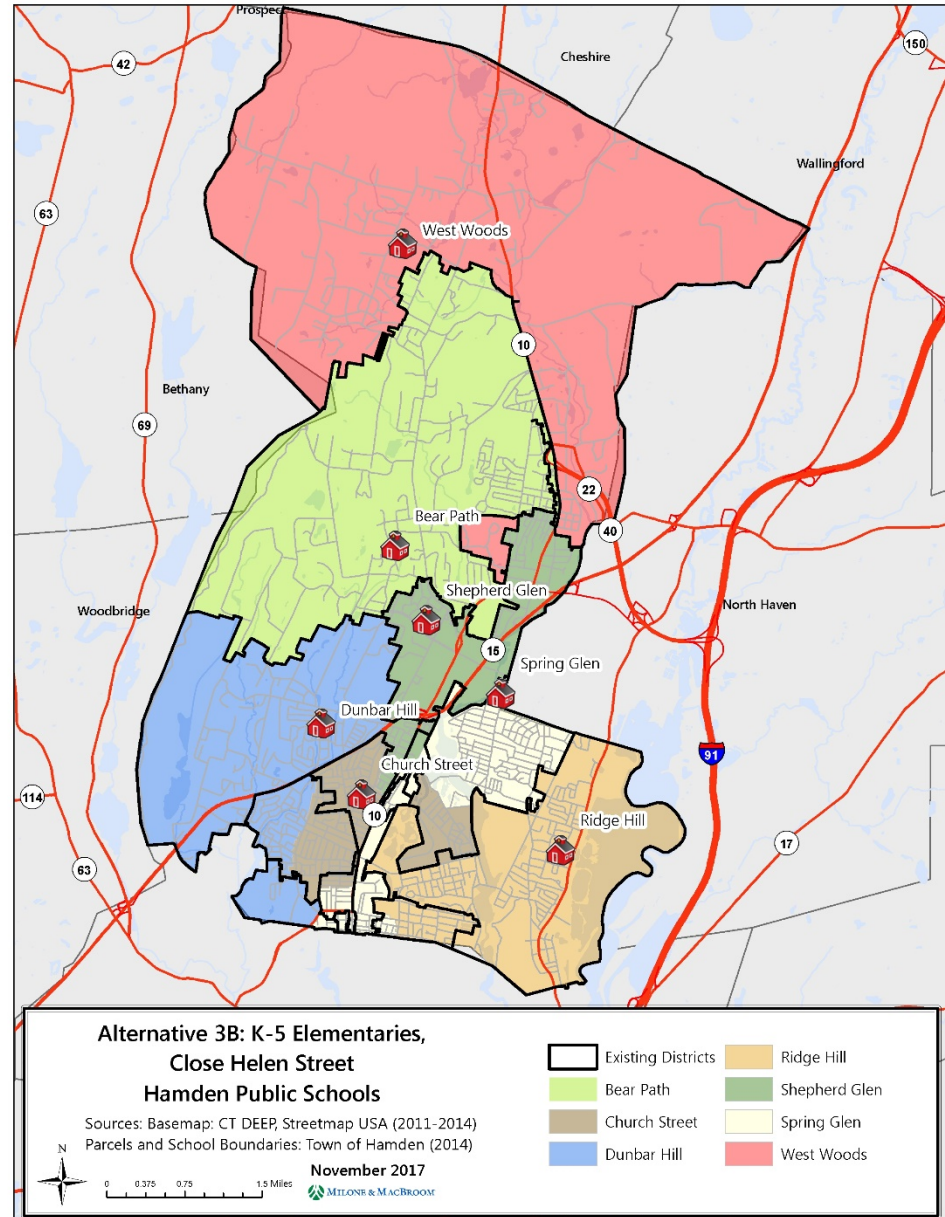 Prospect
Cheshire
150
42
Wallingford
63
West Woods
10
Bethany
69
22
Bear Path
40
Shepherd Glen
Woodbridge
North Haven
15
Spring Glen
Dunbar Hill
91
Church Street
114
10
Ridge Hill
17
63
Alternative 3B: K-5 Elementaries,
Close Helen Street
Hamden Public Schools
Sources: Basemap: CT DEEP, Streetmap USA (2011-2014)
Parcels and School Boundaries: Town of Hamden (2014)
November 2017
N
0 0.375 0.75 1.5 Miles
MILONE & MACBROOM
Existing Districts
Bear Path
Church Street
Dunbar Hill
Ridge Hill
Shepherd Glen
Spring Glen
West Woods